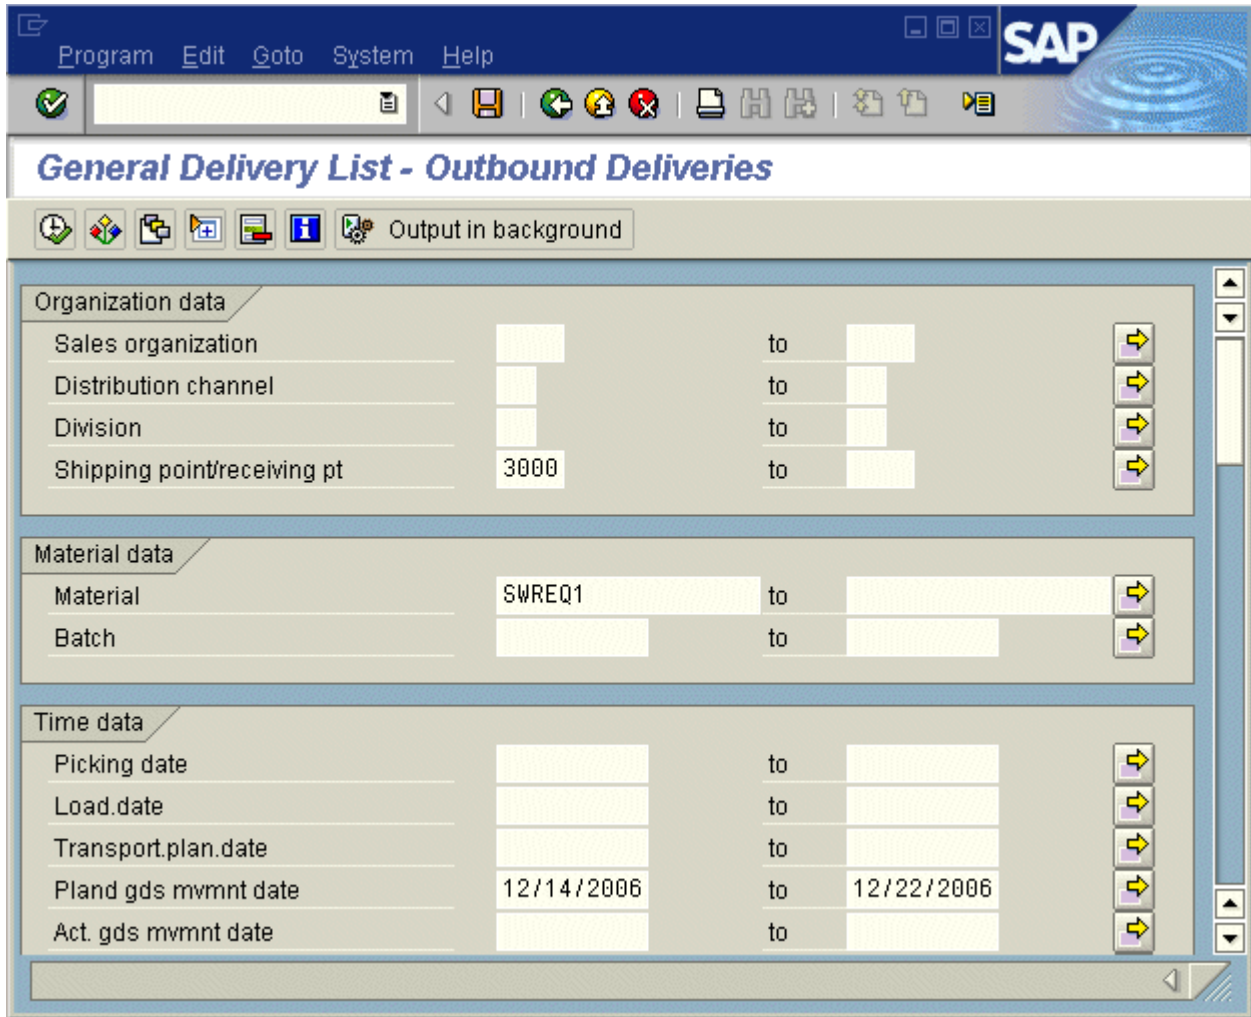 Program Edit Goto System Help
SAP
General Delivery List - Outbound Deliveries
Output in background
Organization data
Sales organization to
Distribution channel to
Division to
Shipping point/receiving pt 3000 to
Material data
Material SWREQ1 to
Batch to
Time data
Picking date to
Load.date to
Transport.plan.date to
Pland gds mvmnt date 12/14/2006 to 12/22/2006
Act. gds mvmnt date to